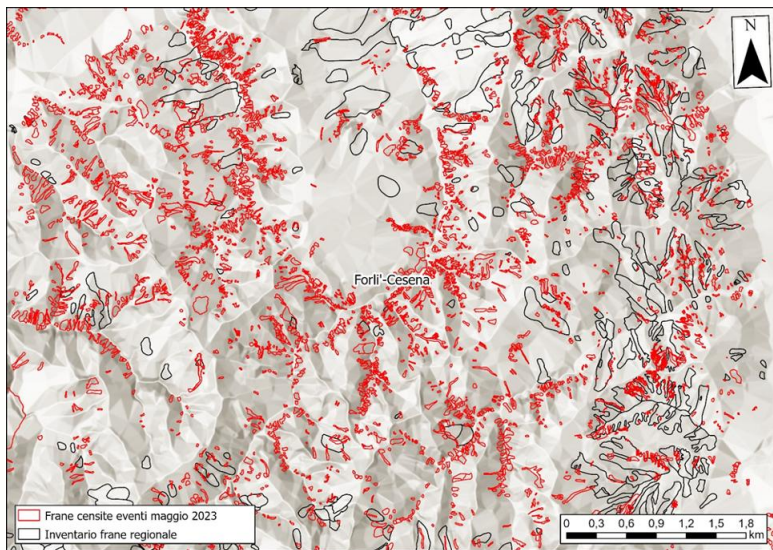 N
Forli'-Cesena
Frane censite eventi maggio 2023
Inventario frane regionale
0 0,3 0,6 0,9 1,2 1,5 1,8
km